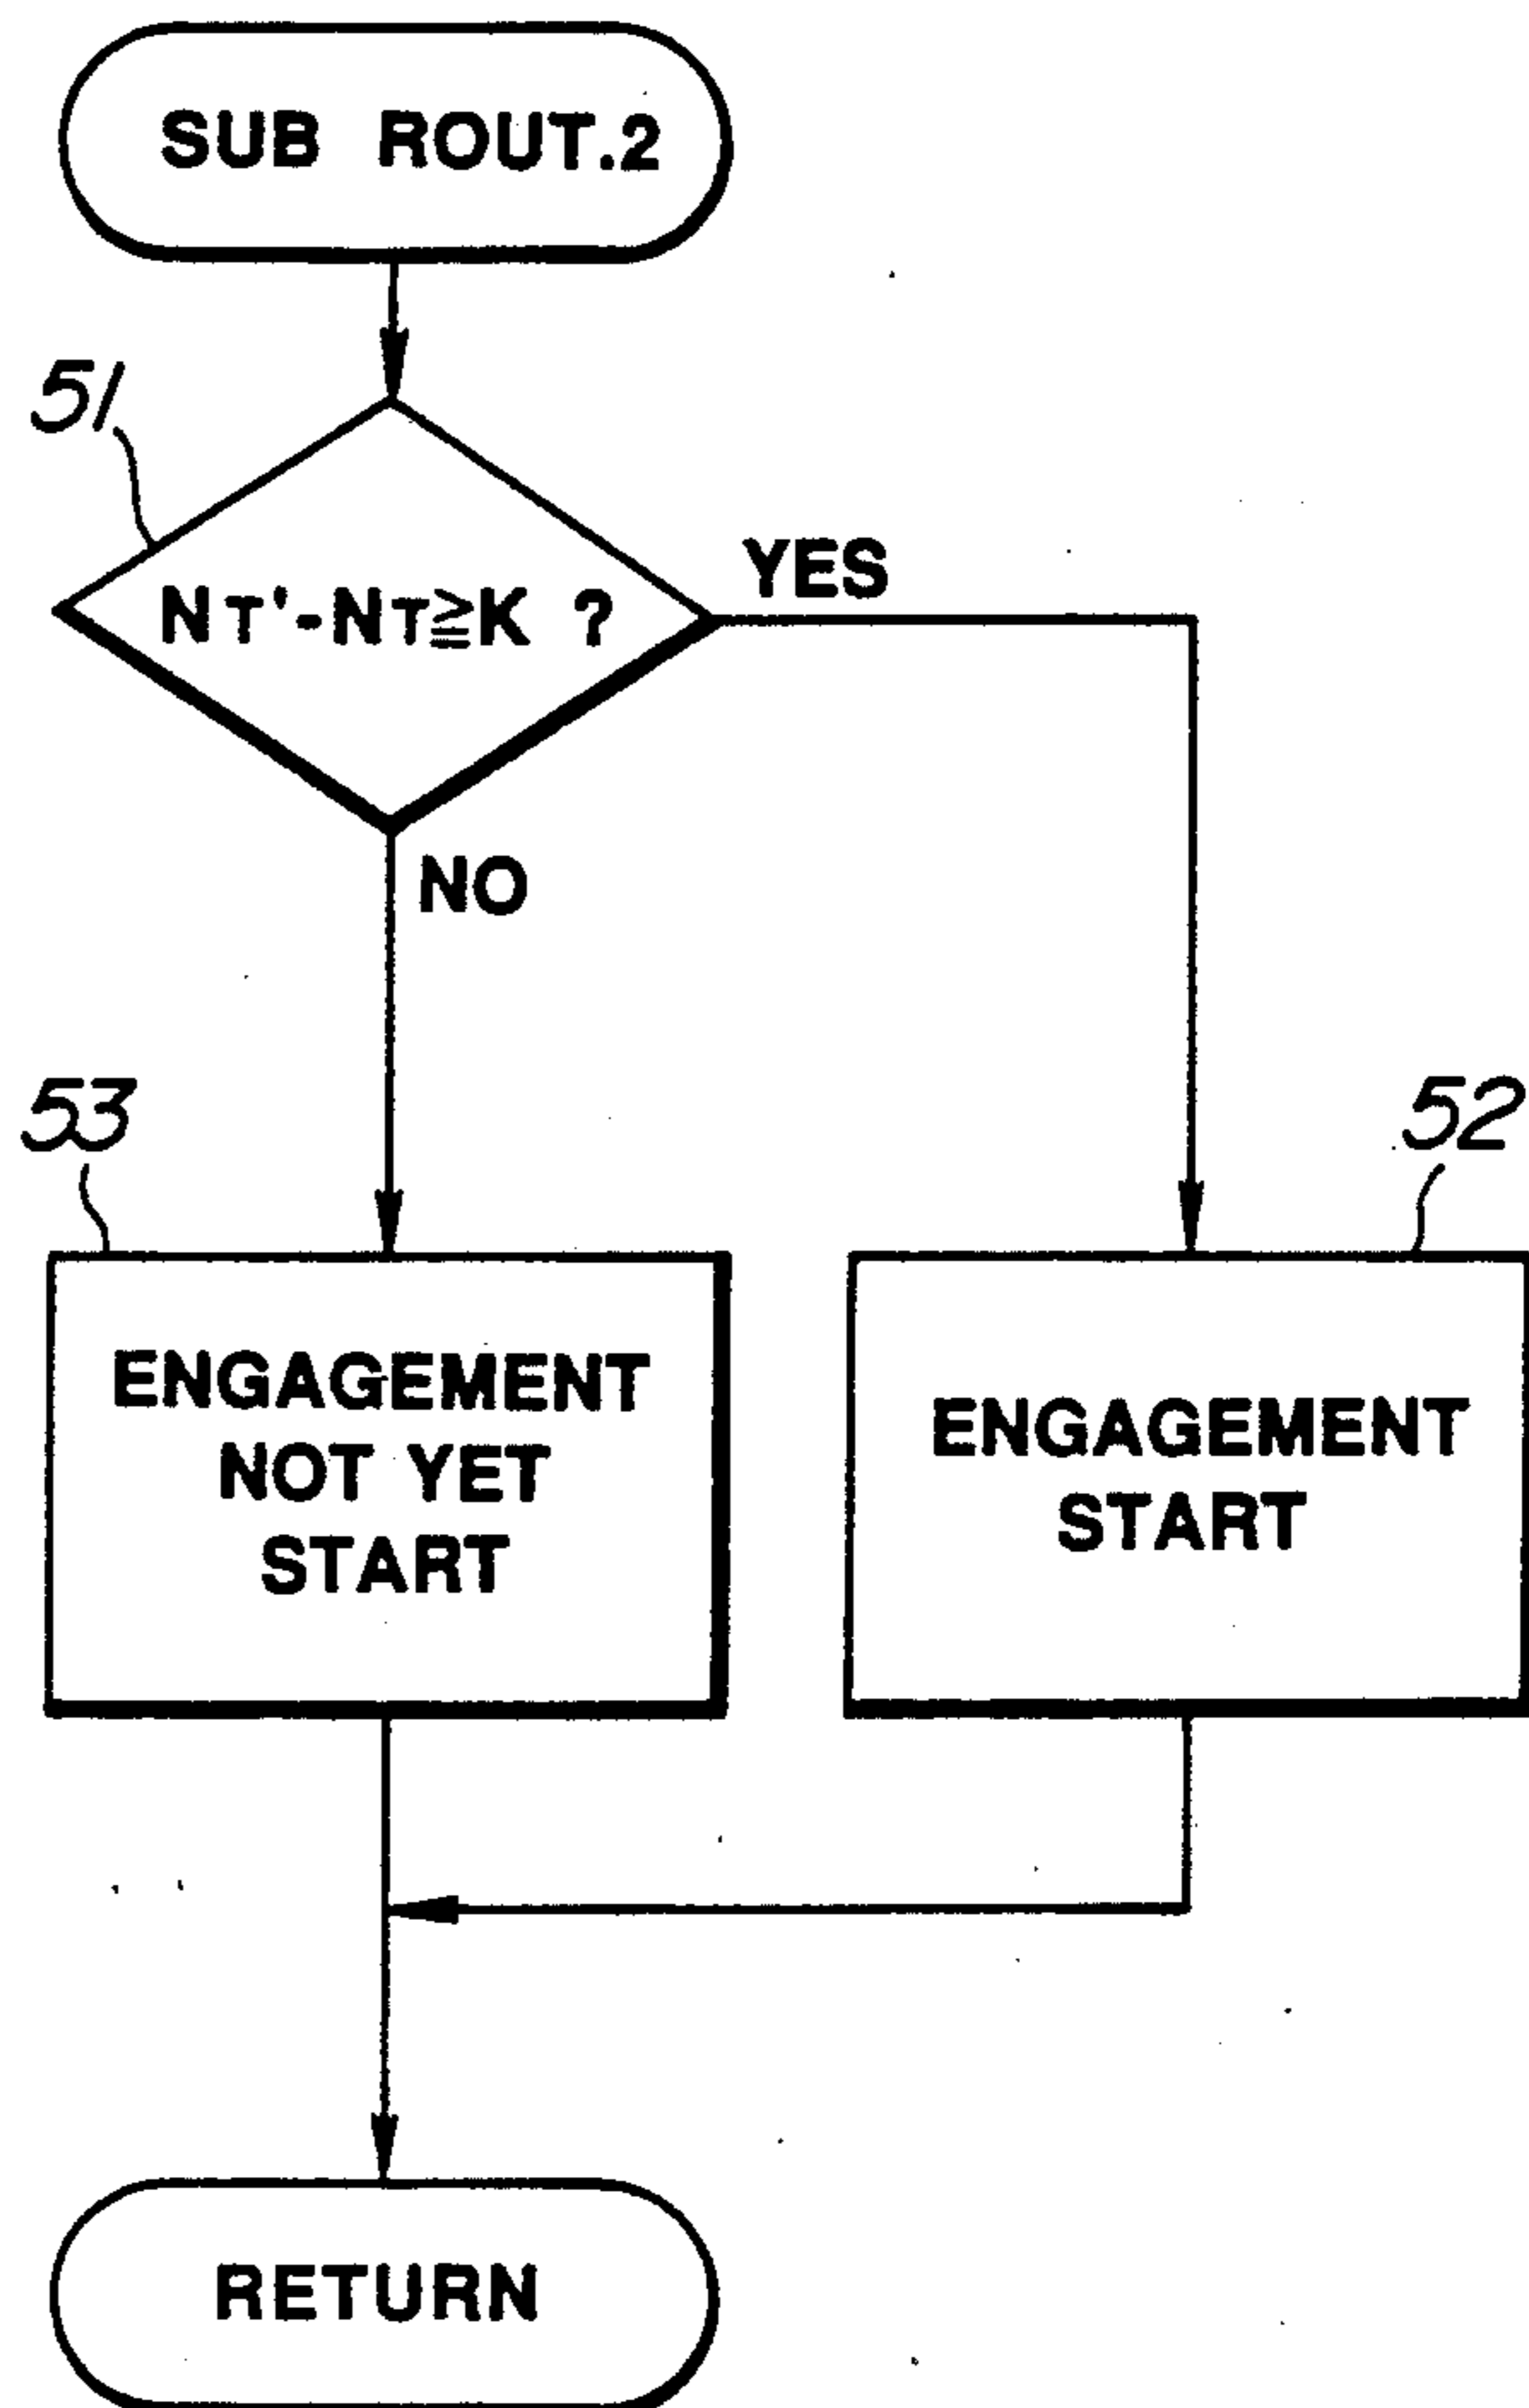 SUB ROUT.2
51
NT'-NT≧K ?
YES
NO
53
52
ENGAGEMENT
NOT YET
START
ENGAGEMENT
START
RETURN